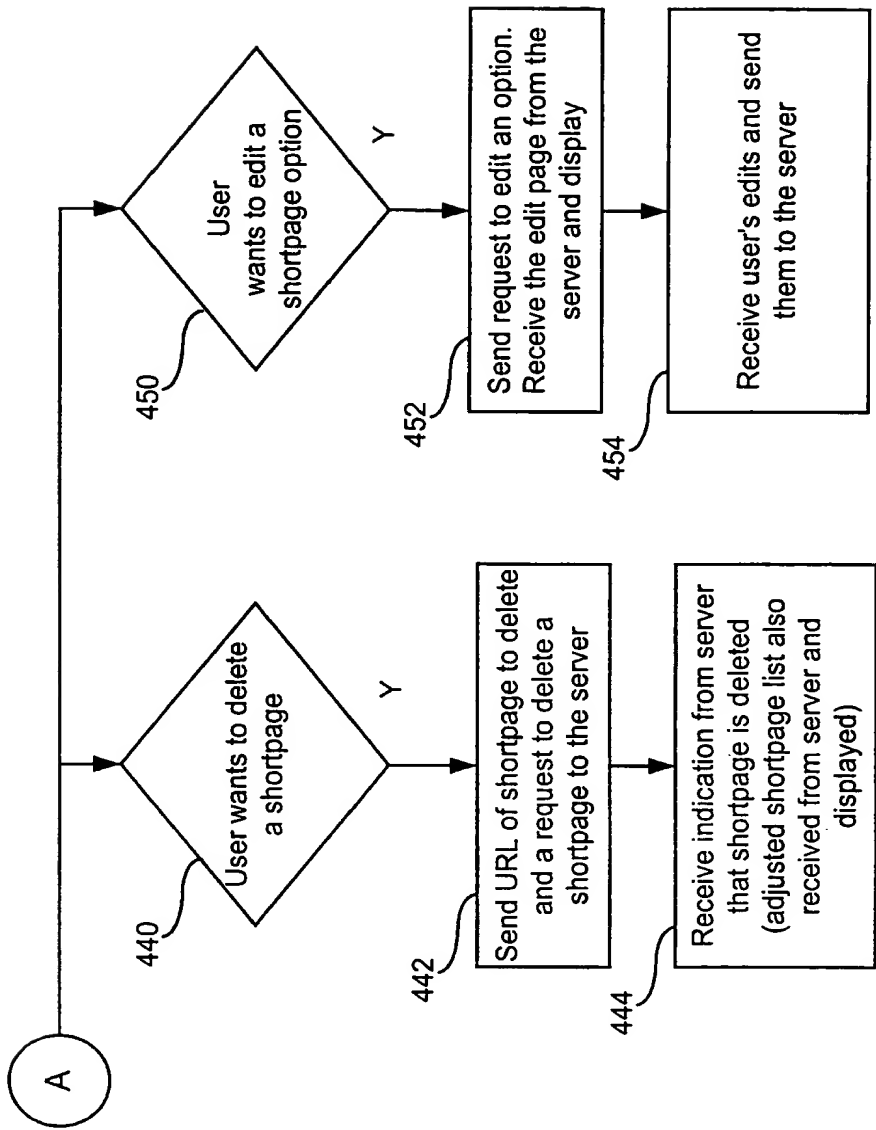 A
440
User wants to delete
a shortpage
Y
442
Send URL of shortpage to delete
and a request to delete a
shortpage to the server
444
Receive indication from server
that shortpage is deleted
(adjusted shortpage list also
received from server and
displayed)
450
User
wants to edit a
shortpage option
Y
452
Send request to edit an option.
Receive the edit page from the
server and display
454
Receive user's edits and send
them to the server